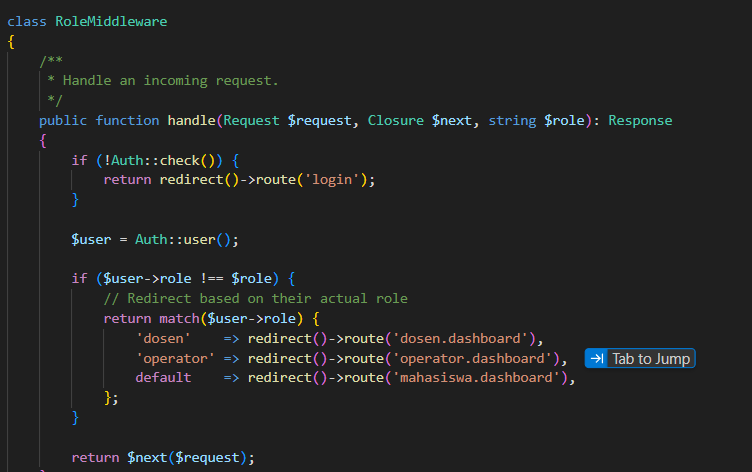 class RoleMiddleware
{
/**
* Handle an incoming request.
*/
public function handle(Request $request, Closure $next, string $role): Response
{
if (!Auth::check()) {
return redirect()->route('login');
}
$user = Auth::user();
if ($user->role !== $role) {
// Redirect based on their actual role
return match($user->role) {
'dosen' => redirect()->route('dosen.dashboard'),
'operator' => redirect()->route('operator.dashboard'), Tab to Jump
default => redirect()->route('mahasiswa.dashboard'),
};
}
return $next($request);